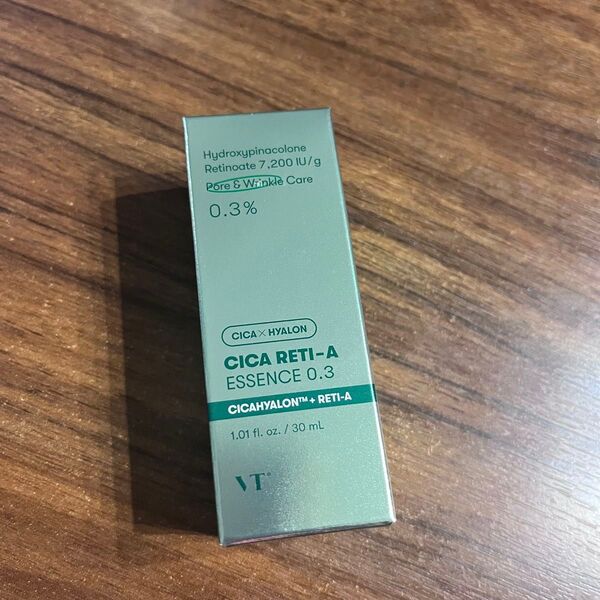 Hydroxypinacolone
Retinoate 7,200 IU/g
Pore & Wrinkle Care
0.3%
CICA × HYALON
CICA RETI-A
ESSENCE 0.3
CICAHYALON™ + RETI-A
1.01 fl. oz. / 30 mL
VT®